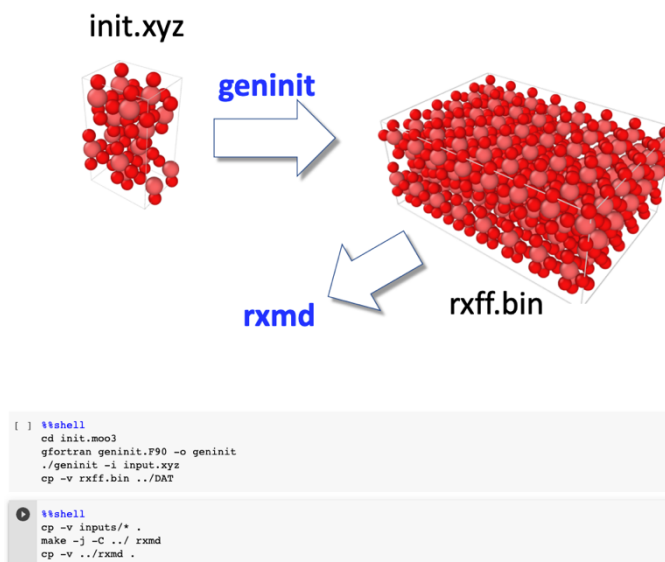 init.xyz
geninit
rxmd
rxff.bin
[ ] %%shell
cd init.moo3
gfortran geninit.F90 -o geninit
./geninit -i input.xyz
cp -v rxff.bin ../DAT
%%shell
cp -v inputs/* .
make -j -C ../ rxmd
cp -v ../rxmd .